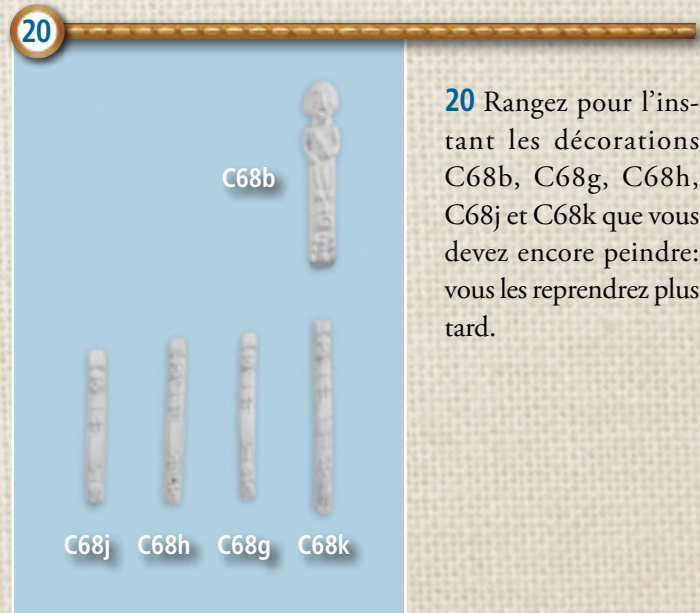 20
C68b
C68j C68h C68g C68k
20 Rangez pour l'ins-
tant les décorations
C68b, C68g, C68h,
C68j et C68k que vous
devez encore peindre:
vous les reprendrez plus
tard.